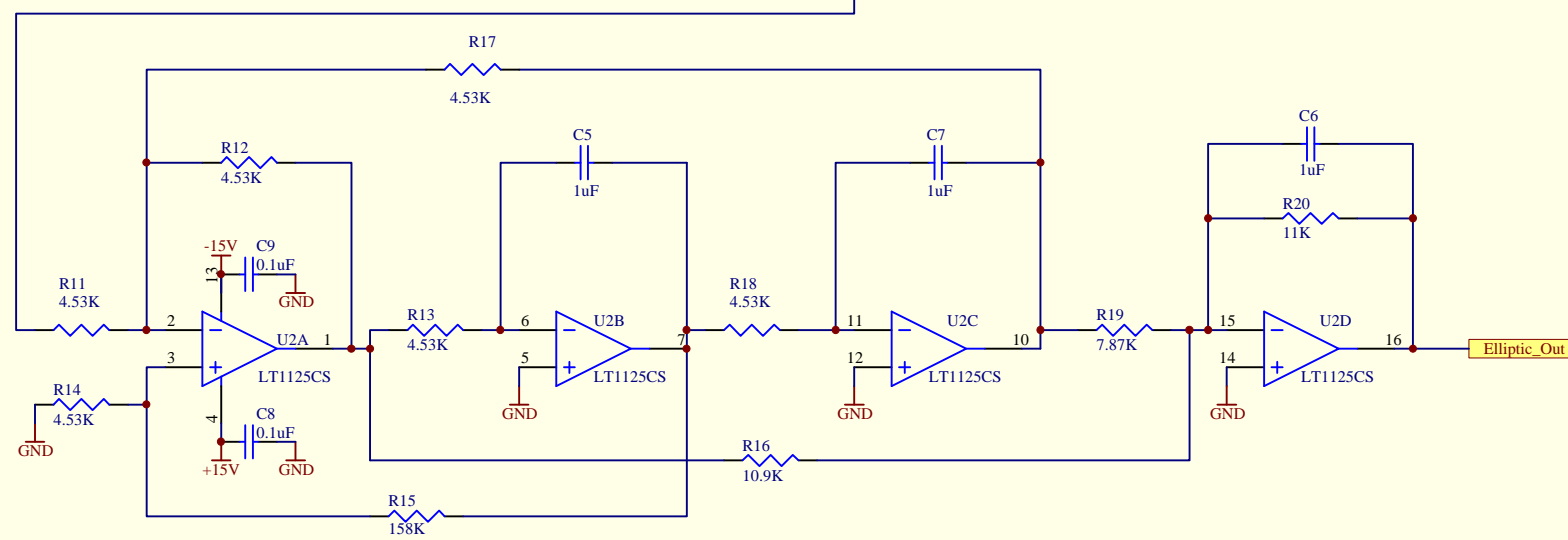 R17
4.53K
R12
4.53K
C5
1uF
C7
1uF
C6
1uF
R20
11K
-15V
13
C9
0.1uF
GND
R11
4.53K
2
3
U2A
1
LT1125CS
R13
4.53K
6
5
U2B
7
LT1125CS
GND
R18
4.53K
11
12
U2C
10
LT1125CS
GND
R19
7.87K
15
14
U2D
16
LT1125CS
GND
Elliptic_Out
R14
4.53K
GND
4
C8
0.1uF
+15V
GND
R16
10.9K
R15
158K